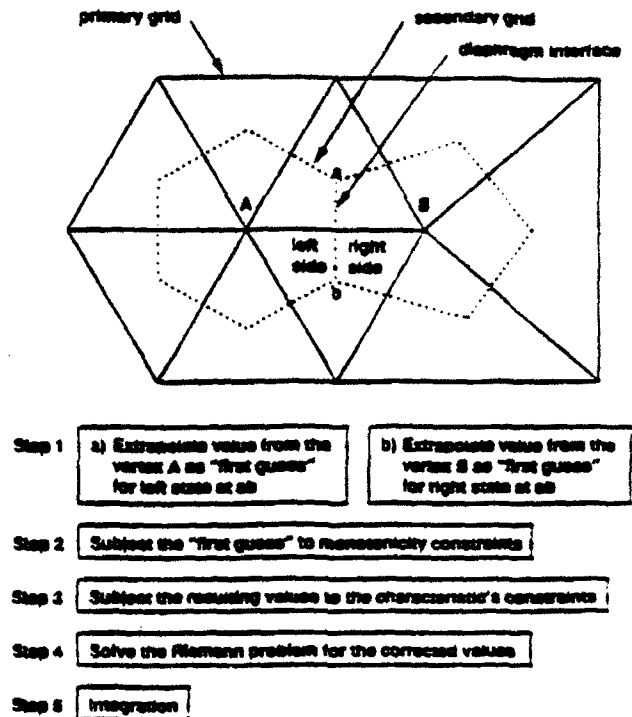 primary grid
secondary grid
diaphragm interface
a
A
B
left side
right side
b
Step 1
a) Extrapolate value from the
vertex A as "first guess"
for left state at ab
b) Extrapolate value from the
vertex B as "first guess"
for right state at ab
Step 2
Subject the "first guess" to monotonicity constraints
Step 3
Subject the resulting values to the characteristic's constraints
Step 4
Solve the Riemann problem for the corrected values
Step 5
Integration